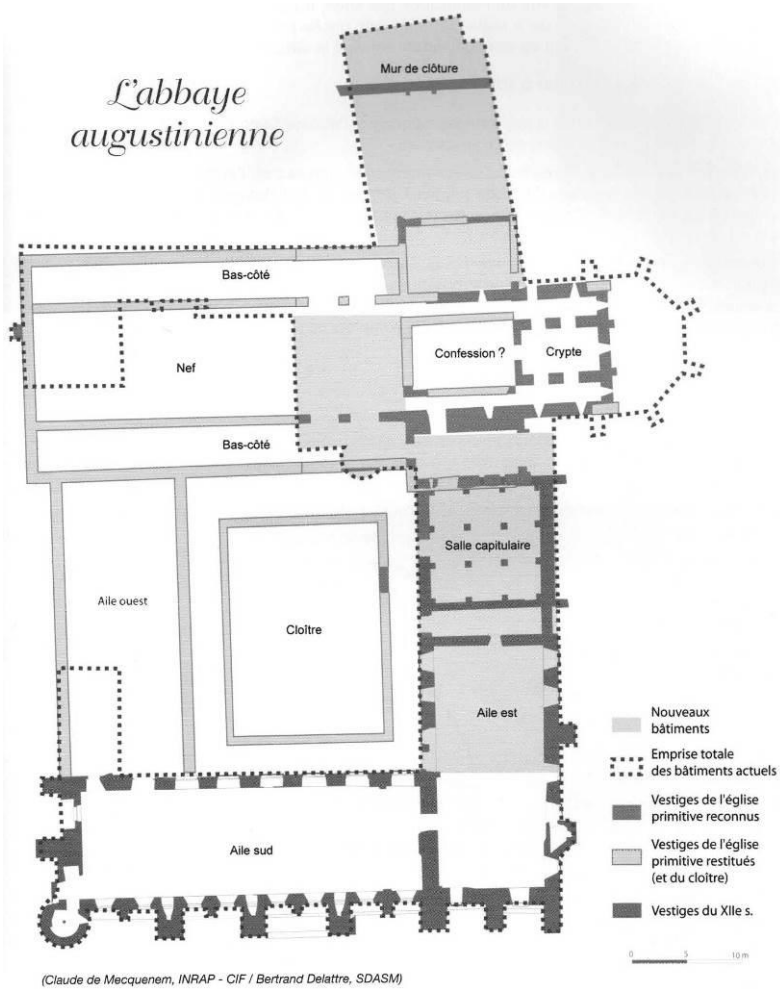 L'abbaye
augustinienne
Mur de clôture
Bas-côté
Nef
Confession ?
Crypte
Bas-côté
Salle capitulaire
Aile ouest
Cloître
Aile est
Aile sud
Nouveaux
bâtiments
Emprise totale
des bâtiments actuels
Vestiges de l'église
primitive reconnus
Vestiges de l'église
primitive restitués
(et du cloître)
Vestiges du XIIe s.
0 5 10 m
(Claude de Mecquenem, INRAP - CIF / Bertrand Delattre, SDASM)